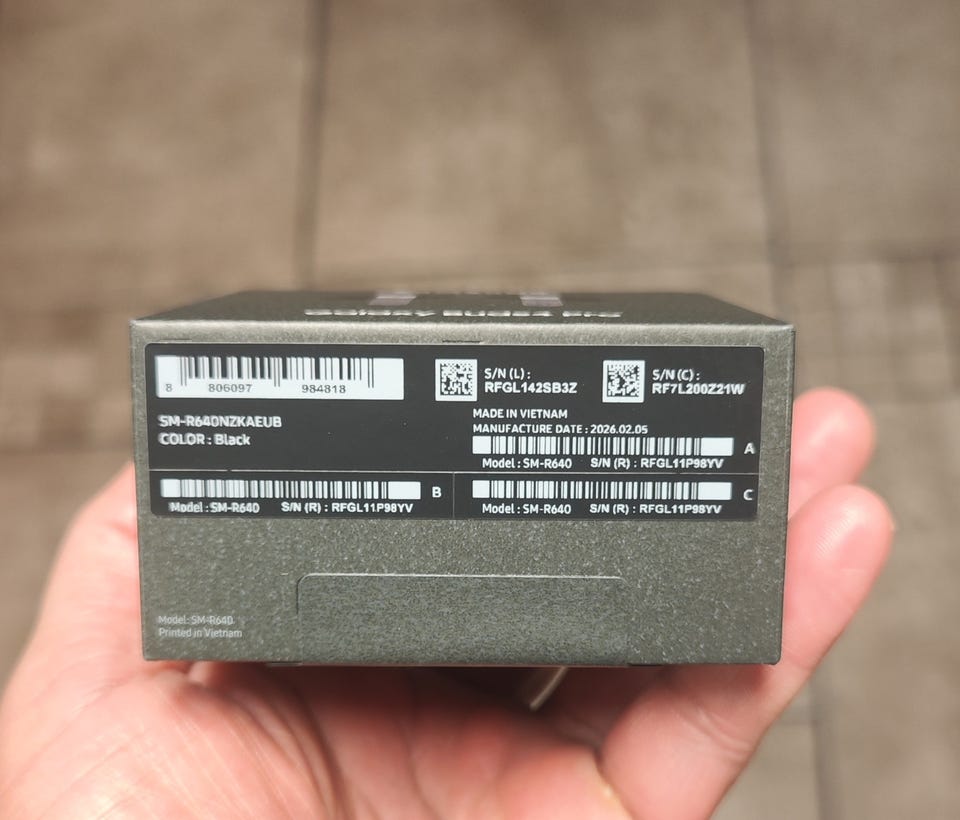 8 806097 984818
SM-R640NZKAEUB
COLOR : Black
S/N (L) :
RFGL142SB3Z
S/N (C) :
RF7L200Z21W
MADE IN VIETNAM
MANUFACTURE DATE : 2026.02.05
A
Model : SM-R640 S/N (R) : RFGL11P98YV
B
Model : SM-R640 S/N (R) : RFGL11P98YV
C
Model : SM-R640 S/N (R) : RFGL11P98YV
Model: SM-R640
Printed in Vietnam